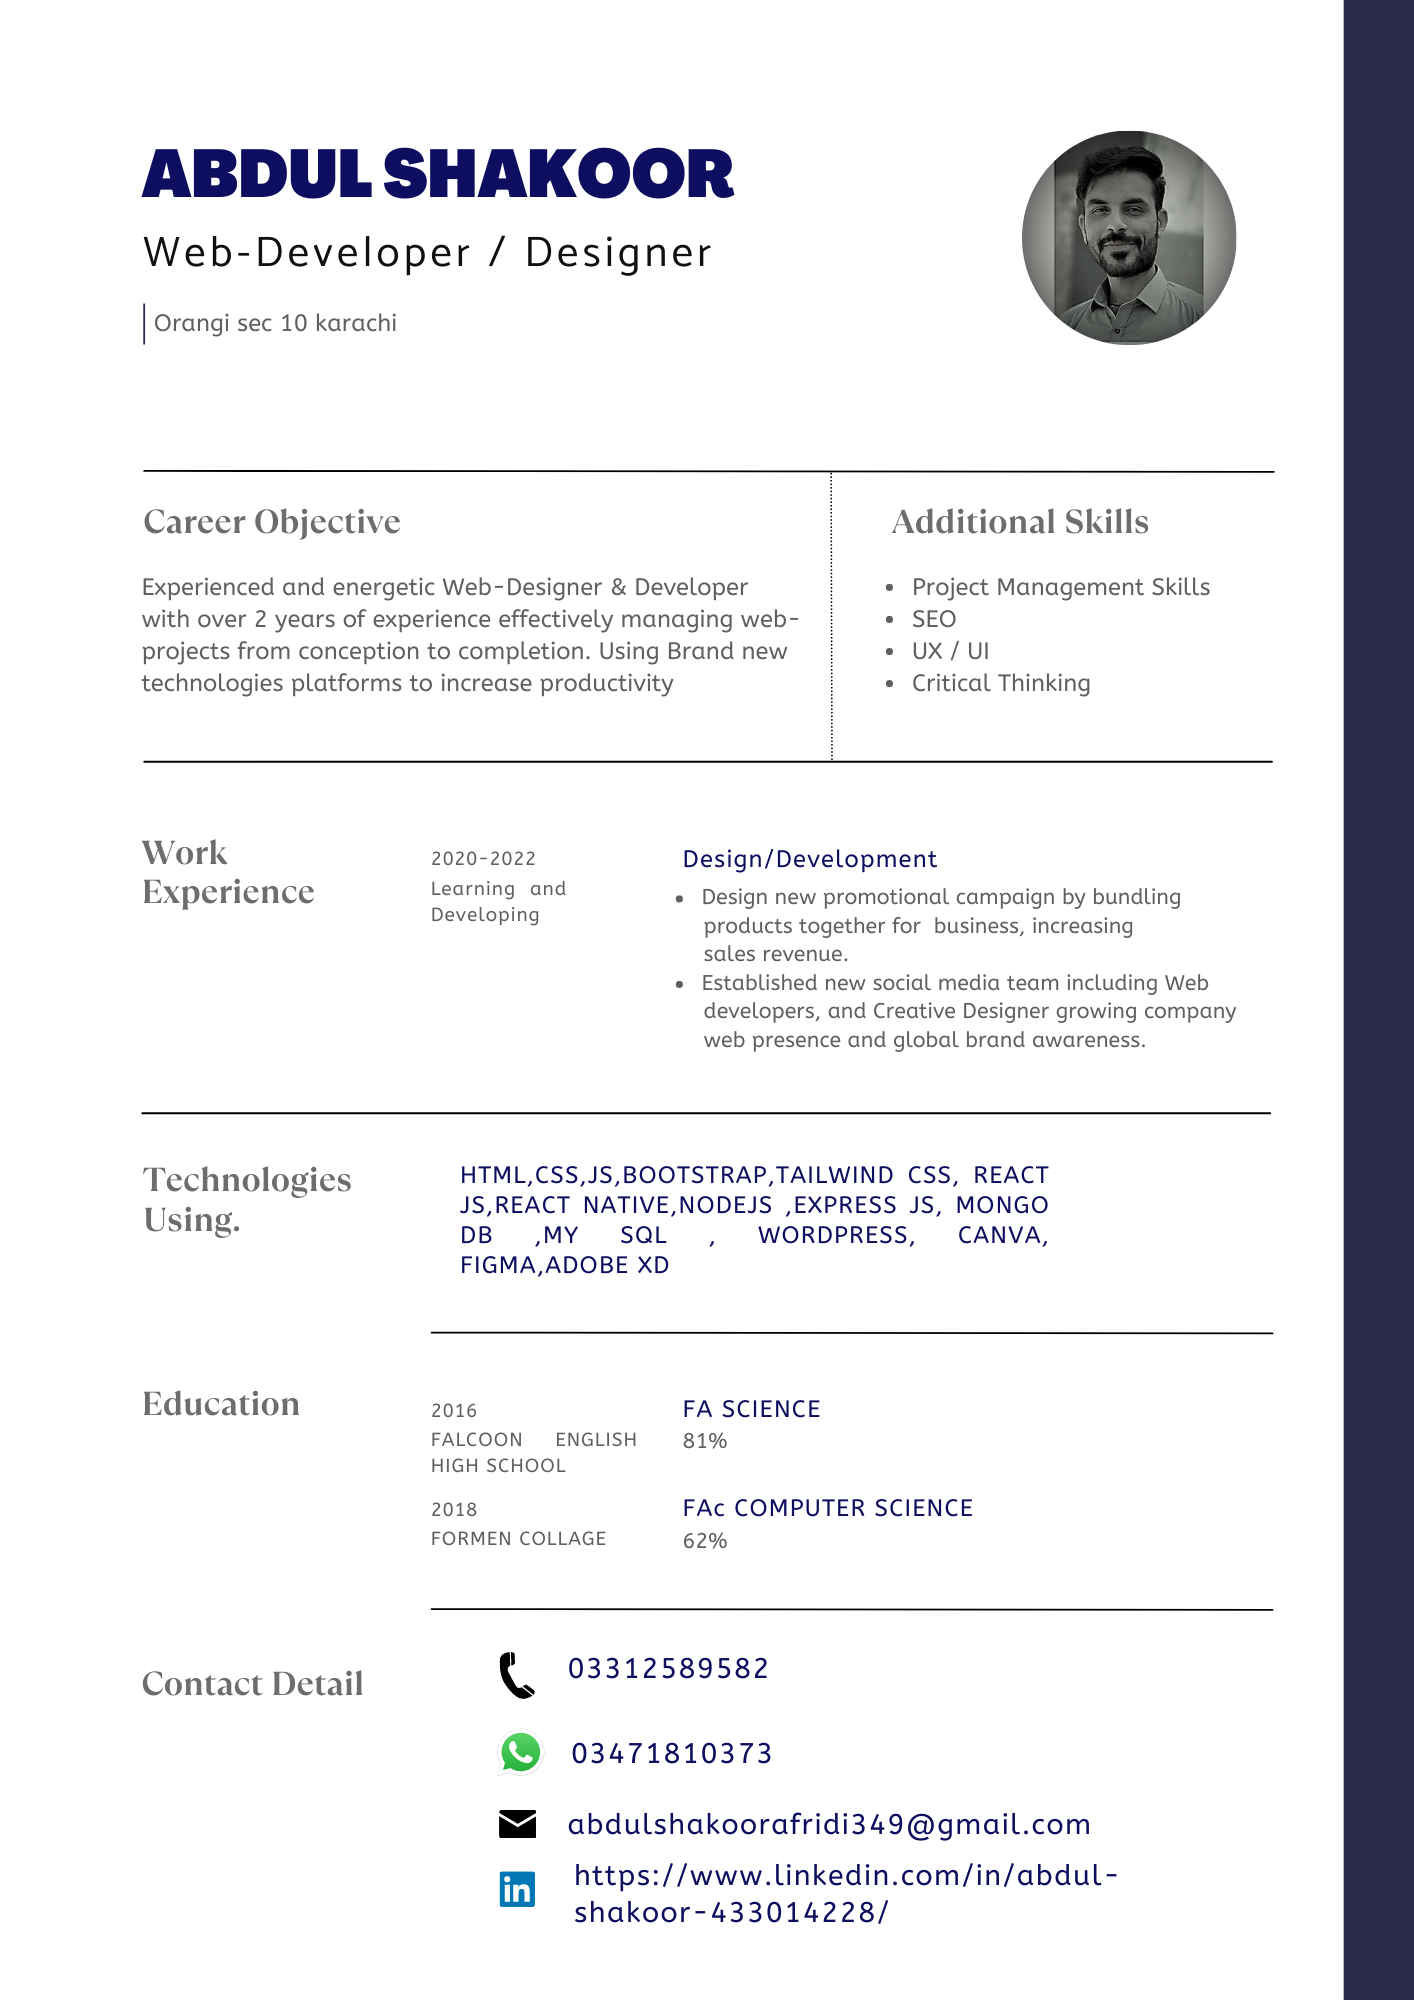 ABDUL SHAKOOR
Web-Developer / Designer
Orangi sec 10 karachi
Career Objective
Experienced and energetic Web-Designer & Developer
with over 2 years of experience effectively managing web-
projects from conception to completion. Using Brand new
technologies platforms to increase productivity
Additional Skills
• Project Management Skills
• SEO
• UX / UI
• Critical Thinking
Work
Experience
2020-2022
Learning and
Developing
Design/Development
• Design new promotional campaign by bundling
products together for business, increasing
sales revenue.
• Established new social media team including Web
developers, and Creative Designer growing company
web presence and global brand awareness.
Technologies
Using.
HTML,CSS,JS,BOOTSTRAP,TAILWIND CSS, REACT
JS,REACT NATIVE,NODEJS ,EXPRESS JS, MONGO
DB ,MY SQL , WORDPRESS, CANVA,
FIGMA,ADOBE XD
Education
2016
FALCOON ENGLISH
HIGH SCHOOL
FA SCIENCE
81%
2018
FORMEN COLLAGE
FAc COMPUTER SCIENCE
62%
Contact Detail
03312589582
03471810373
abdulshakoorafridi349@gmail.com
in
https://www.linkedin.com/in/abdul-
shakoor-433014228/